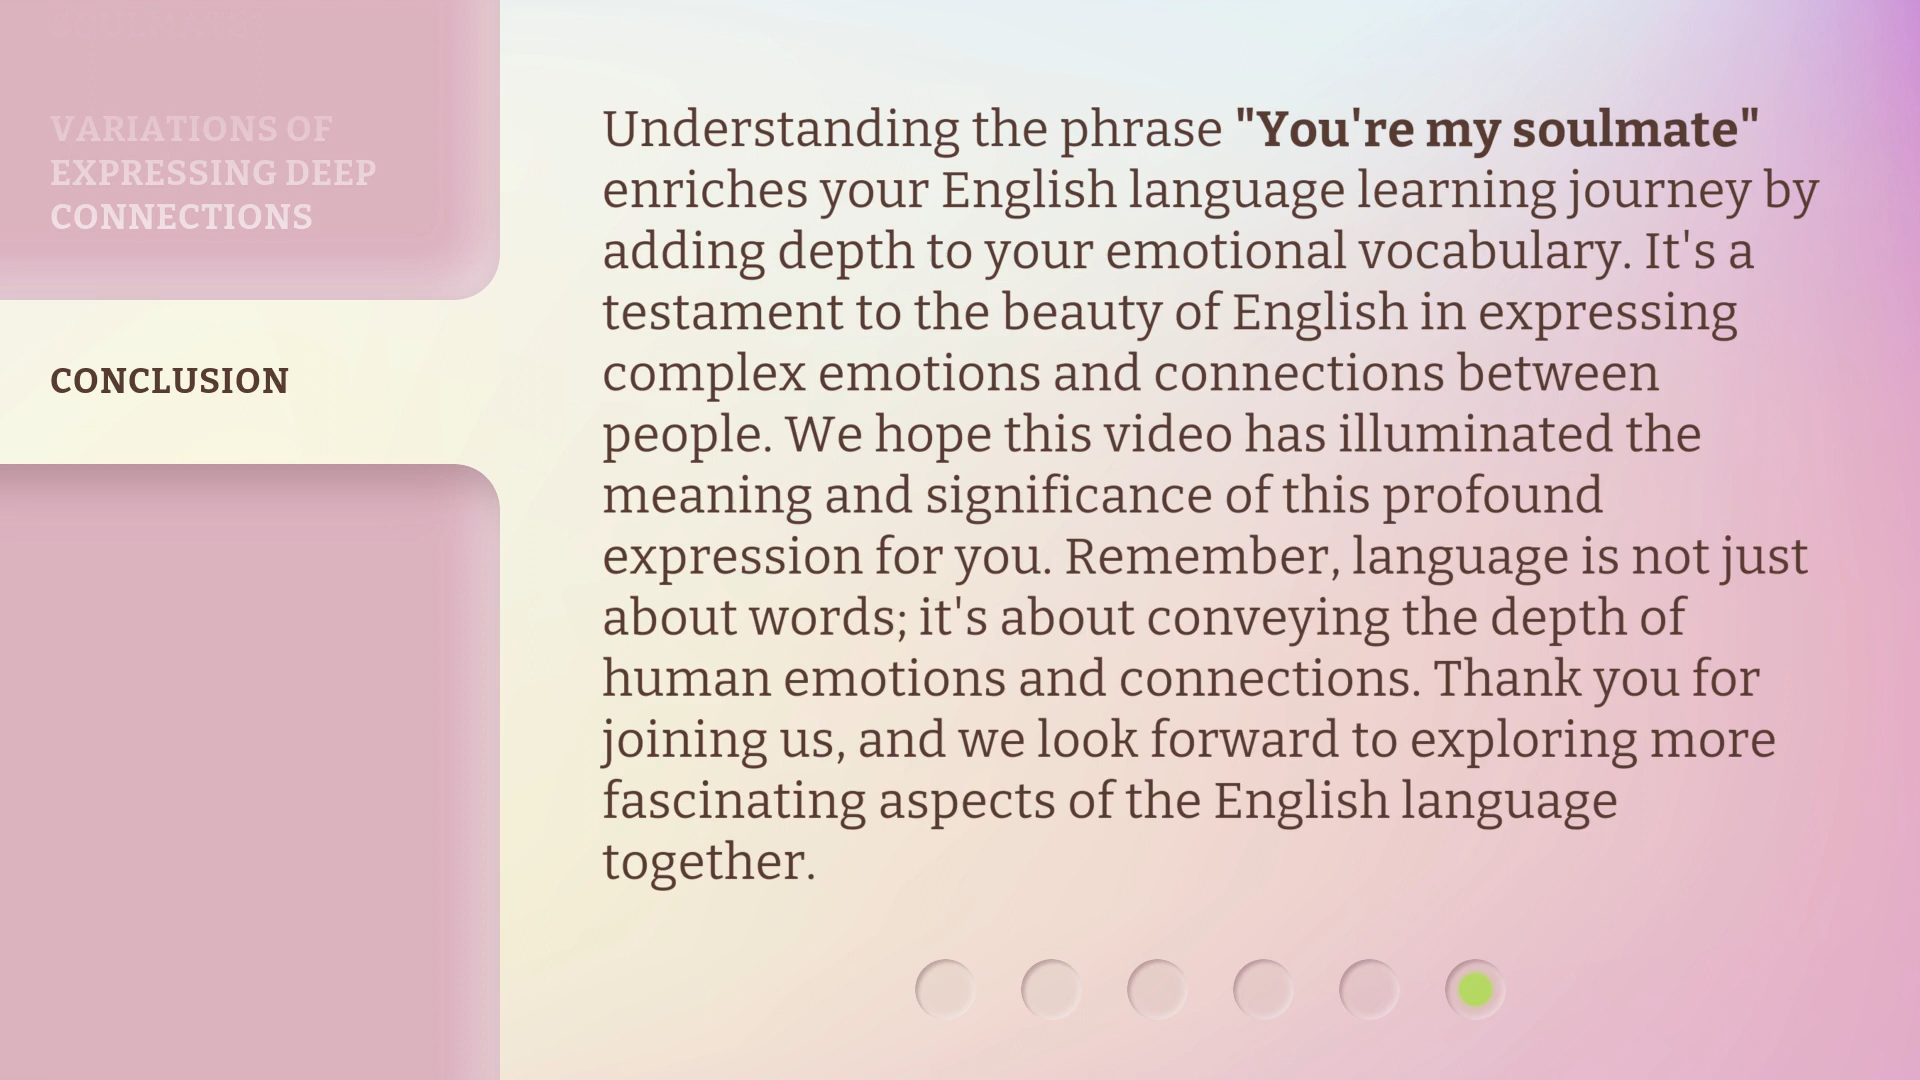 VARIATIONS OF
EXPRESSING DEEP
CONNECTIONS
CONCLUSION
Understanding the phrase "You're my soulmate"
enriches your English language learning journey by
adding depth to your emotional vocabulary. It's a
testament to the beauty of English in expressing
complex emotions and connections between
people. We hope this video has illuminated the
meaning and significance of this profound
expression for you. Remember, language is not just
about words; it's about conveying the depth of
human emotions and connections. Thank you for
joining us, and we look forward to exploring more
fascinating aspects of the English language
together.